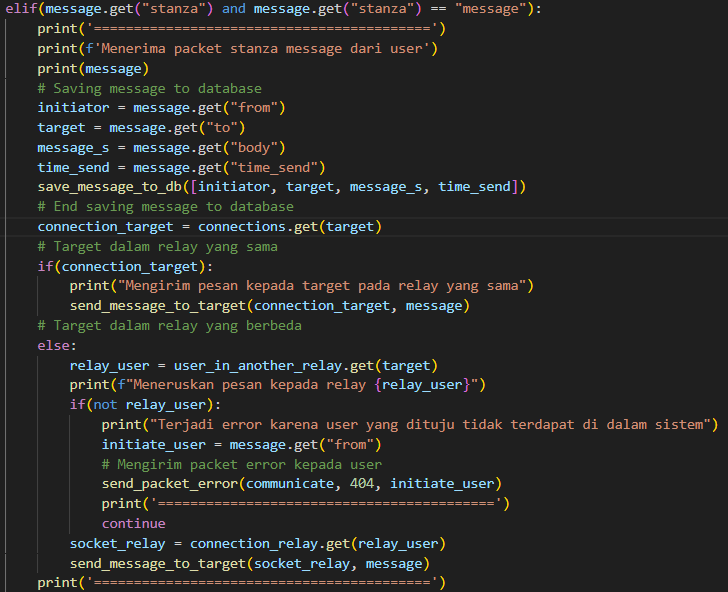 elif(message.get("stanza") and message.get("stanza") == "message"):
    print('==========================================')
    print(f'Menerima packet stanza message dari user')
    print(message)
    # Saving message to database
    initiator = message.get("from")
    target = message.get("to")
    message_s = message.get("body")
    time_send = message.get("time_send")
    save_message_to_db([initiator, target, message_s, time_send])
    # End saving message to database
    connection_target = connections.get(target)
    # Target dalam relay yang sama
    if(connection_target):
        print("Mengirim pesan kepada target pada relay yang sama")
        send_message_to_target(connection_target, message)
    # Target dalam relay yang berbeda
    else:
        relay_user = user_in_another_relay.get(target)
        print(f"Meneruskan pesan kepada relay {relay_user}")
        if(not relay_user):
            print("Terjadi error karena user yang dituju tidak terdapat di dalam sistem")
            initiate_user = message.get("from")
            # Mengirim packet error kepada user
            send_packet_error(communicate, 404, initiate_user)
            print('==========================================')
            continue
        socket_relay = connection_relay.get(relay_user)
        send_message_to_target(socket_relay, message)
    print('==========================================')